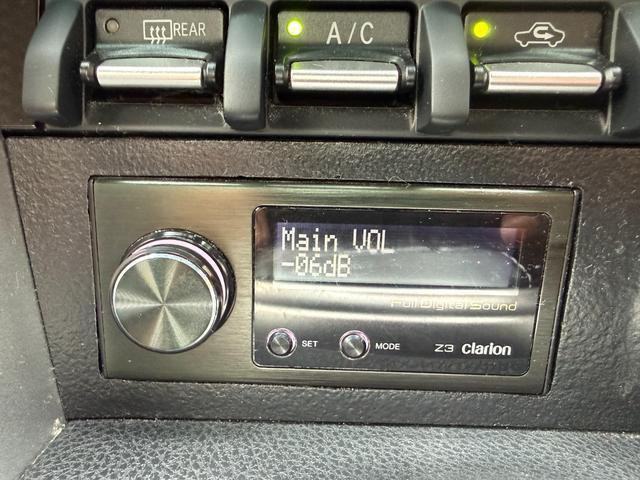 REAR
A/C
Main VOL
-06dB
Full Digital Sound
SET
MODE
Z3 Clarion